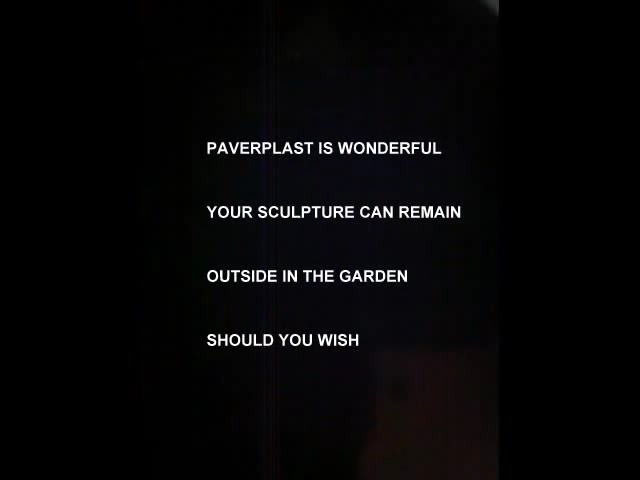 PAVERPLAST IS WONDERFUL
YOUR SCULPTURE CAN REMAIN
OUTSIDE IN THE GARDEN
SHOULD YOU WISH